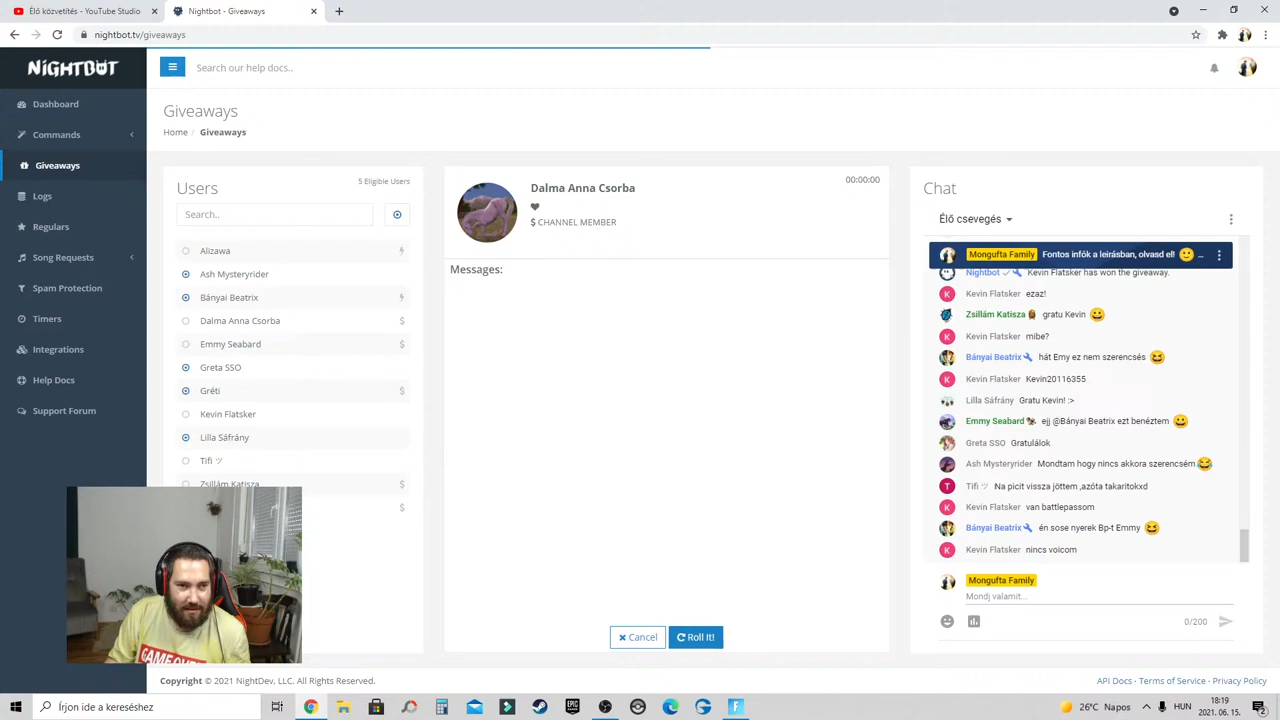 Élő közvetítés - YouTube Studio
Giveaways - Nightbot
nightbot.tv/giveaways
NiGHTBOT
Search our help docs..
Dashboard
Commands
Giveaways
Logs
Regulars
Song Requests
Spam Protection
Timers
Integrations
Help Docs
Support Forum
Giveaways
Home / Giveaways
Users
5 Eligible Users
Search..
Alizawa
Ash Mysteryrider
Bányai Beatrix
Dalma Anna Csorba $
Emmy Seabard $
Greta SSO
Gréti $
Kevin Flatsker
Lilla Sáfrány
Tifi ツ
Zsillám Katisza $
$
Dalma Anna Csorba
00:00:00
$ CHANNEL MEMBER
Messages:
Cancel
Roll It!
Chat
Élő csevegés
Mongufta Family Fontos infók a leírásban, olvasd el! 🙂 ...
Nightbot Kevin Flatsker has won the giveaway.
K Kevin Flatsker ezaz!
Zsillám Katisza gratu Kevin 😀
K Kevin Flatsker mibe?
Bányai Beatrix hát Emy ez nem szerencsés 😆
K Kevin Flatsker Kevin20116355
Lilla Sáfrány Gratu Kevin! :>
Emmy Seabard ejj @Bányai Beatrix ezt benéztem 😀
Greta SSO Gratulálok
Ash Mysteryrider Mondtam hogy nincs akkora szerencsém 😂
T Tifi ツ Na picit vissza jöttem ,azóta takaritokxd
K Kevin Flatsker van battlepassom
Bányai Beatrix én sose nyerek Bp-t Emmy 😆
K Kevin Flatsker nincs voicom
Mongufta Family
Mondj valamit...
0/200
GAME OVER
Copyright © 2021 NightDev, LLC. All Rights Reserved.
API Docs - Terms of Service - Privacy Policy
Írjon ide a kereséshez
EPIC
26°C Napos
HUN
18:19
2021. 06. 15.